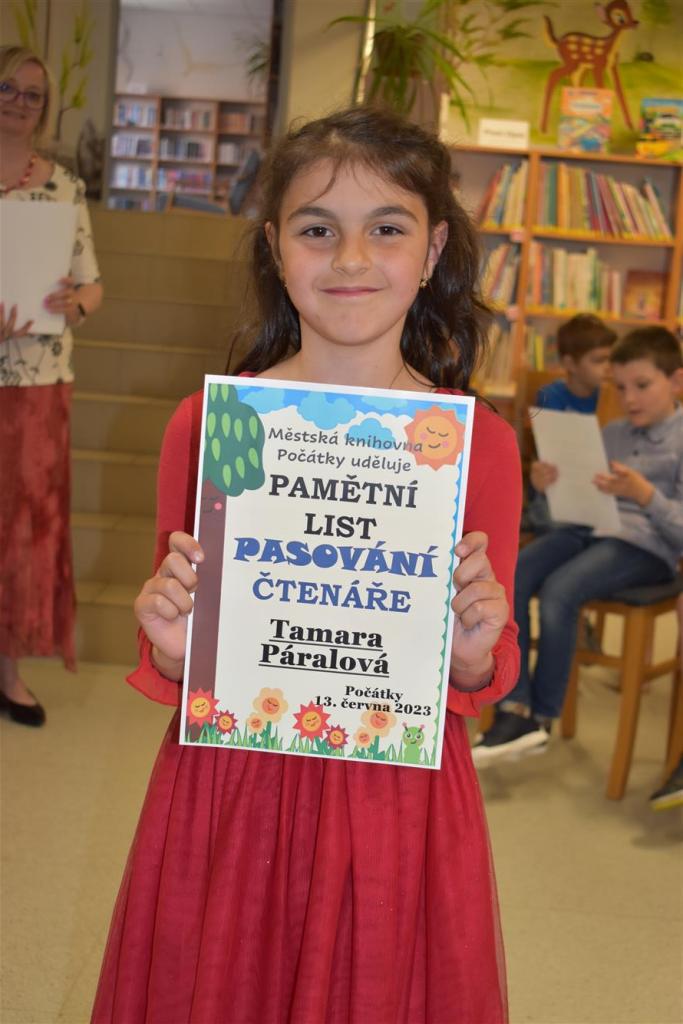 Městská knihovna
Počátky uděluje
PAMĚTNÍ
LIST
PASOVÁNÍ
ČTENÁŘE
Tamara
Páralová
Počátky
13. června 2023